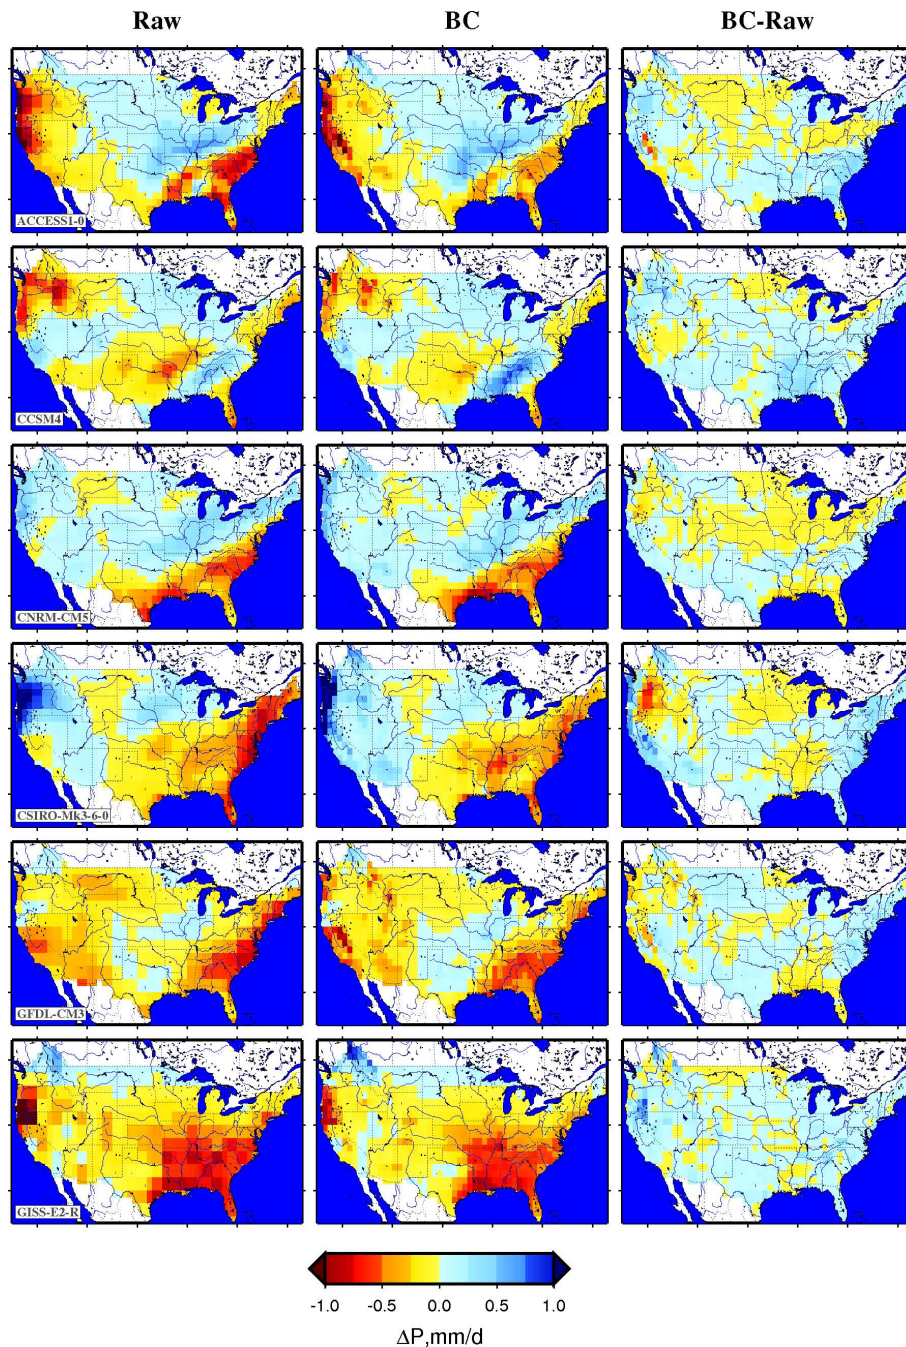 Raw BC BC-Raw
ACCESS1-0
CCSM4
CNRM-CM5
CSIRO-Mk3-6-0
GFDL-CM3
GISS-E2-R
-1.0 -0.5 0.0 0.5 1.0
ΔP,mm/d